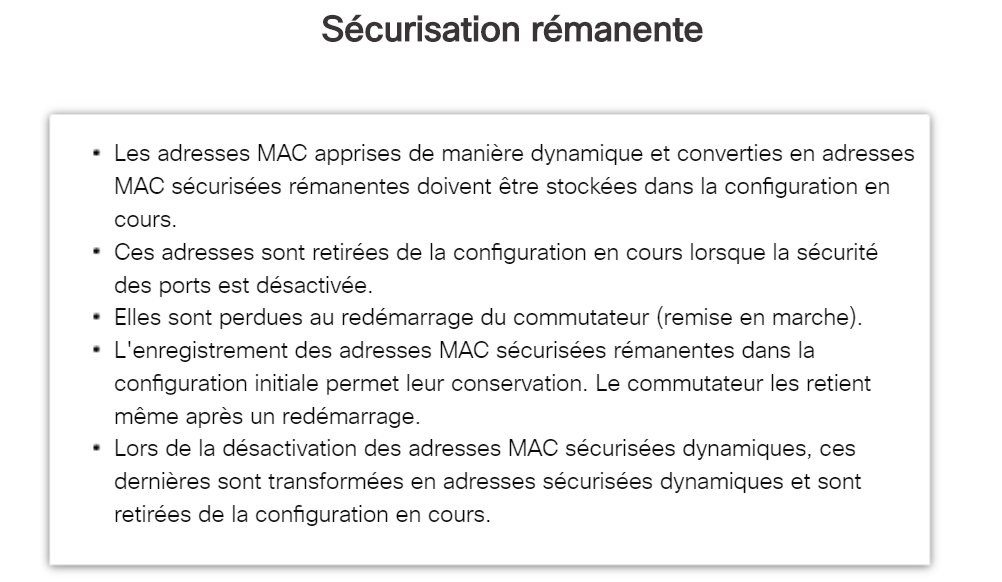 Sécurisation rémanente
• Les adresses MAC apprises de manière dynamique et converties en adresses
MAC sécurisées rémanentes doivent être stockées dans la configuration en
cours.
• Ces adresses sont retirées de la configuration en cours lorsque la sécurité
des ports est désactivée.
• Elles sont perdues au redémarrage du commutateur (remise en marche).
• L'enregistrement des adresses MAC sécurisées rémanentes dans la
configuration initiale permet leur conservation. Le commutateur les retient
même après un redémarrage.
• Lors de la désactivation des adresses MAC sécurisées dynamiques, ces
dernières sont transformées en adresses sécurisées dynamiques et sont
retirées de la configuration en cours.